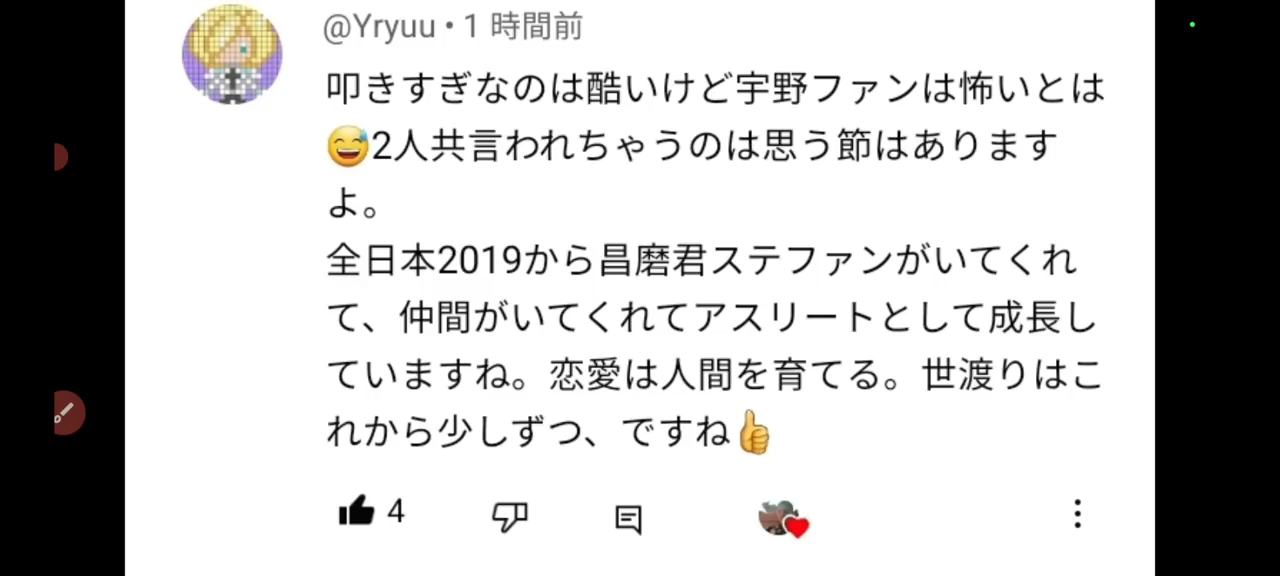 @Yryuu • 1 時間前
叩きすぎなのは酷いけど宇野ファンは怖いとは
😅2人共言われちゃうのは思う節はあります
よ。
全日本2019から昌磨君ステファンがいてくれ
て、仲間がいてくれてアスリートとして成長し
ていますね。恋愛は人間を育てる。世渡りはこ
れから少しずつ、ですね👍
4